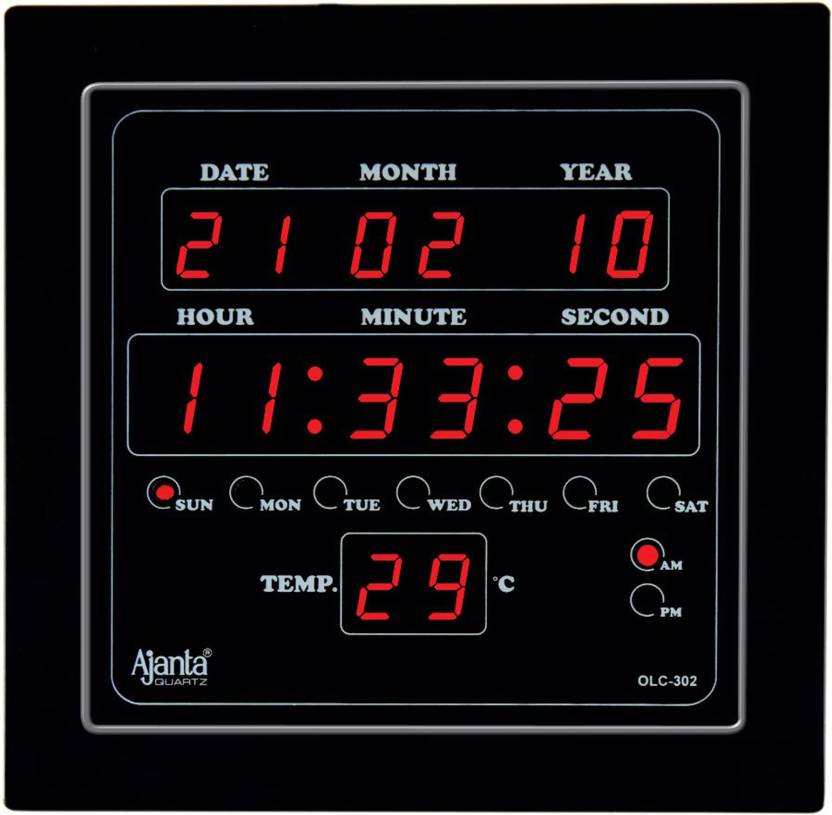 DATE MONTH YEAR
21 02 10
HOUR MINUTE SECOND
11:33:25
SUN MON TUE WED THU FRI SAT
TEMP. 29 °C
AM
PM
Ajanta®
QUARTZ
OLC-302